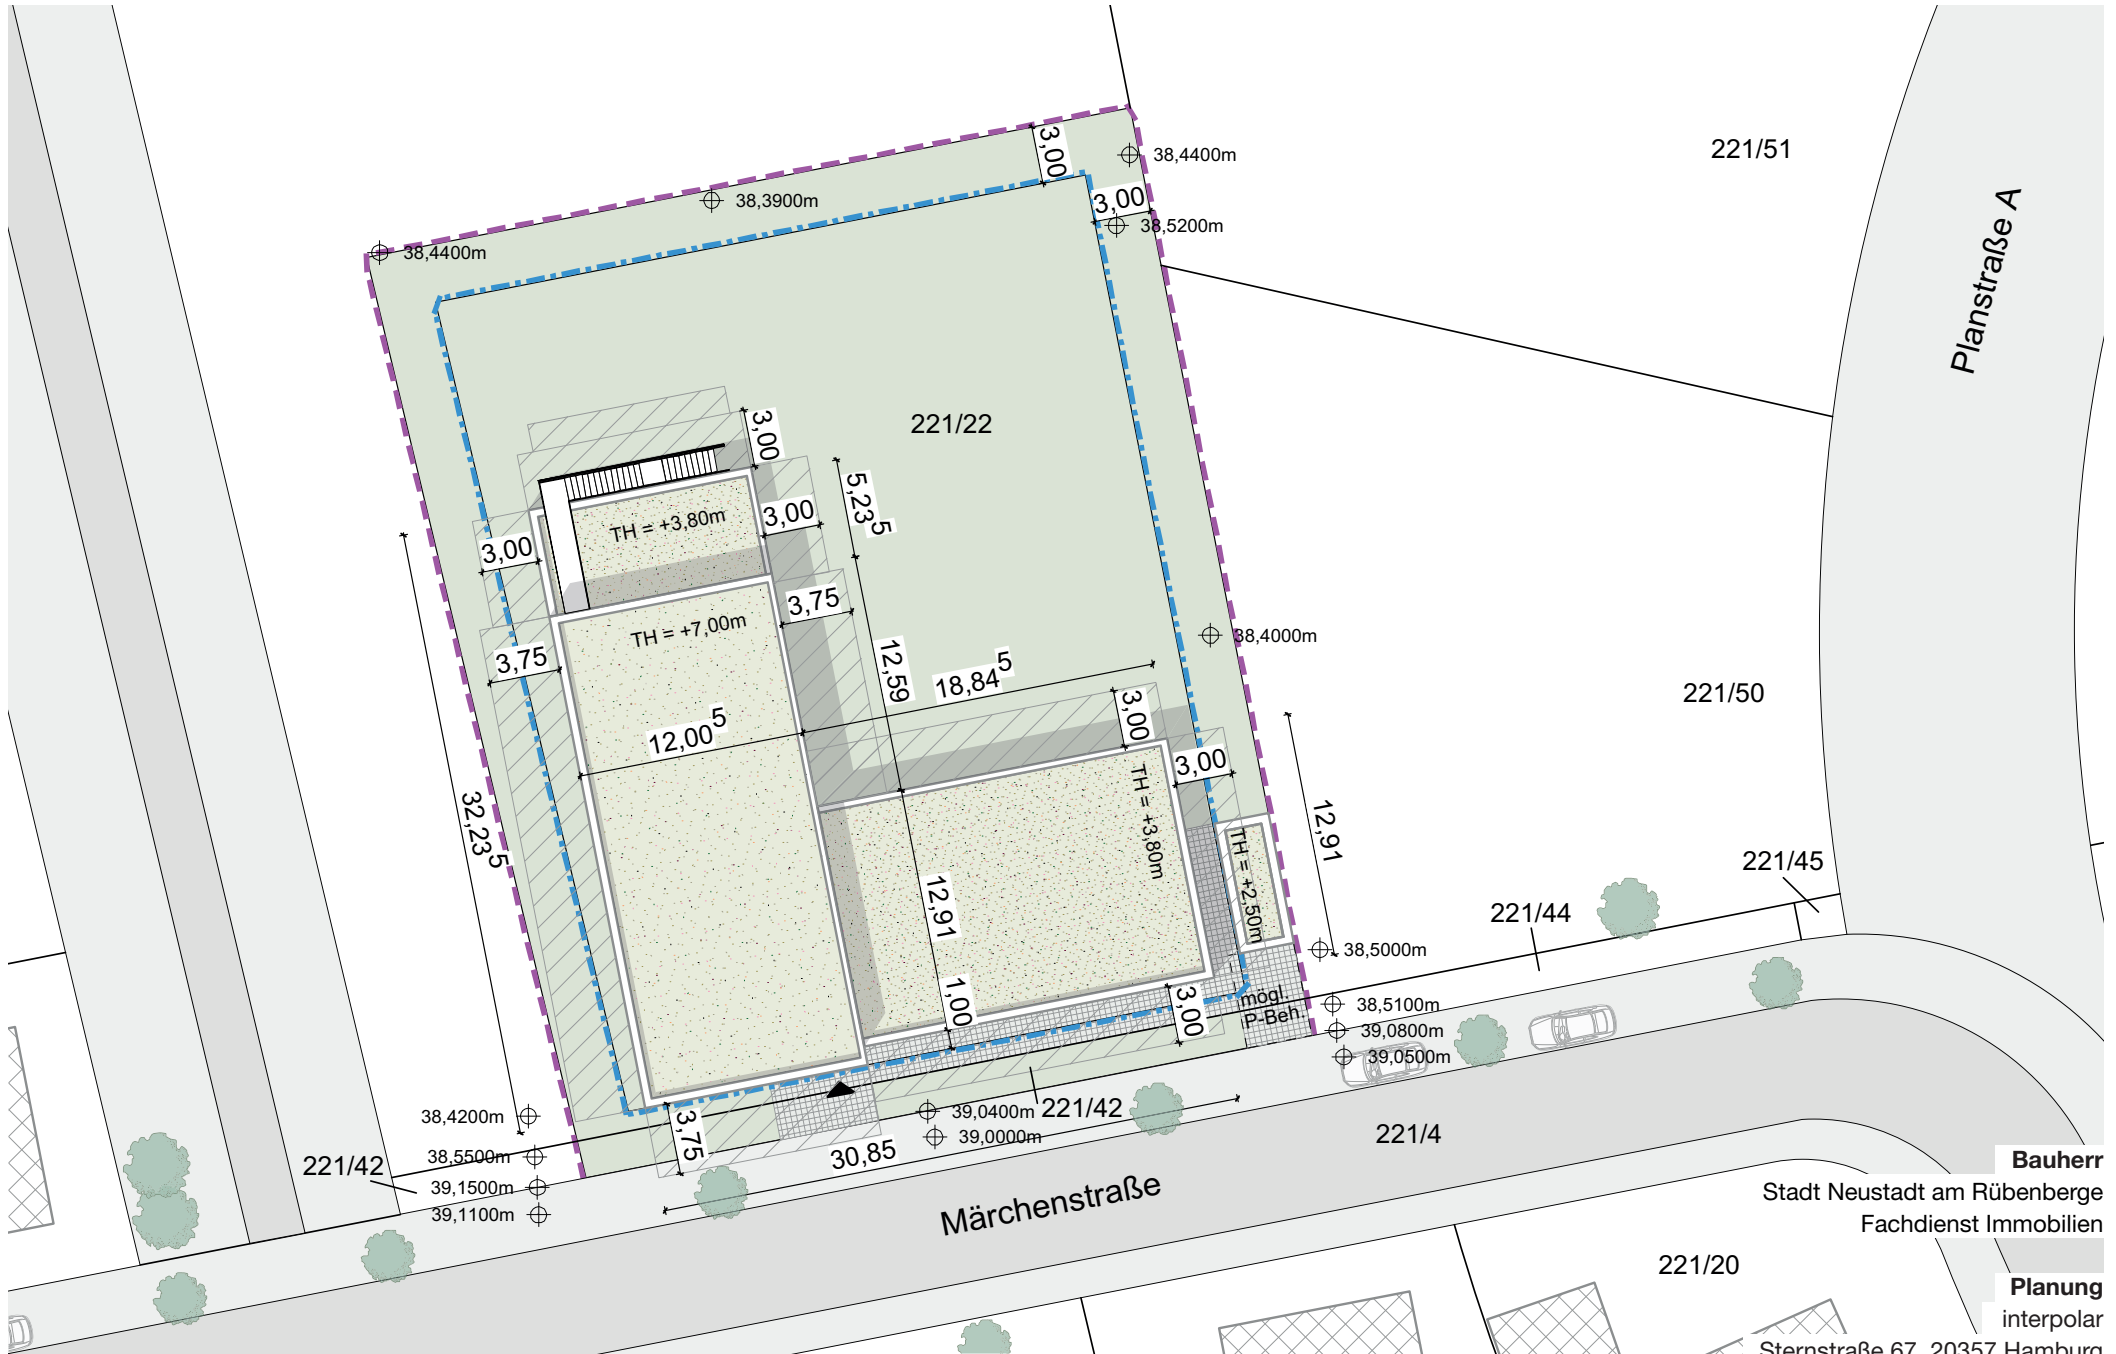 221/51
Planstraße A
3,00
38,4400m
3,00
38,5200m
38,3900m
38,4400m
221/22
3,00
5,23⁵
TH = +3,80m
3,00
3,00
TH = +7,00m
3,75
3,75
38,4000m
12,59
18,84⁵
12,00⁵
3,00
3,00
221/50
TH = +3,80m
TH = +2,50m
12,91
32,23⁵
12,91
221/45
221/44
38,5000m
1,00
3,00
mögl.
P-Beh.
38,5100m
39,0800m
39,0500m
38,4200m
38,5500m
39,1500m
39,1100m
221/42
3,75
39,0400m
39,0000m
221/42
30,85
221/4
Märchenstraße
221/20
Bauherr
Stadt Neustadt am Rübenberge
Fachdienst Immobilien
Planung
interpolar
Sternstraße 67, 20357 Hamburg